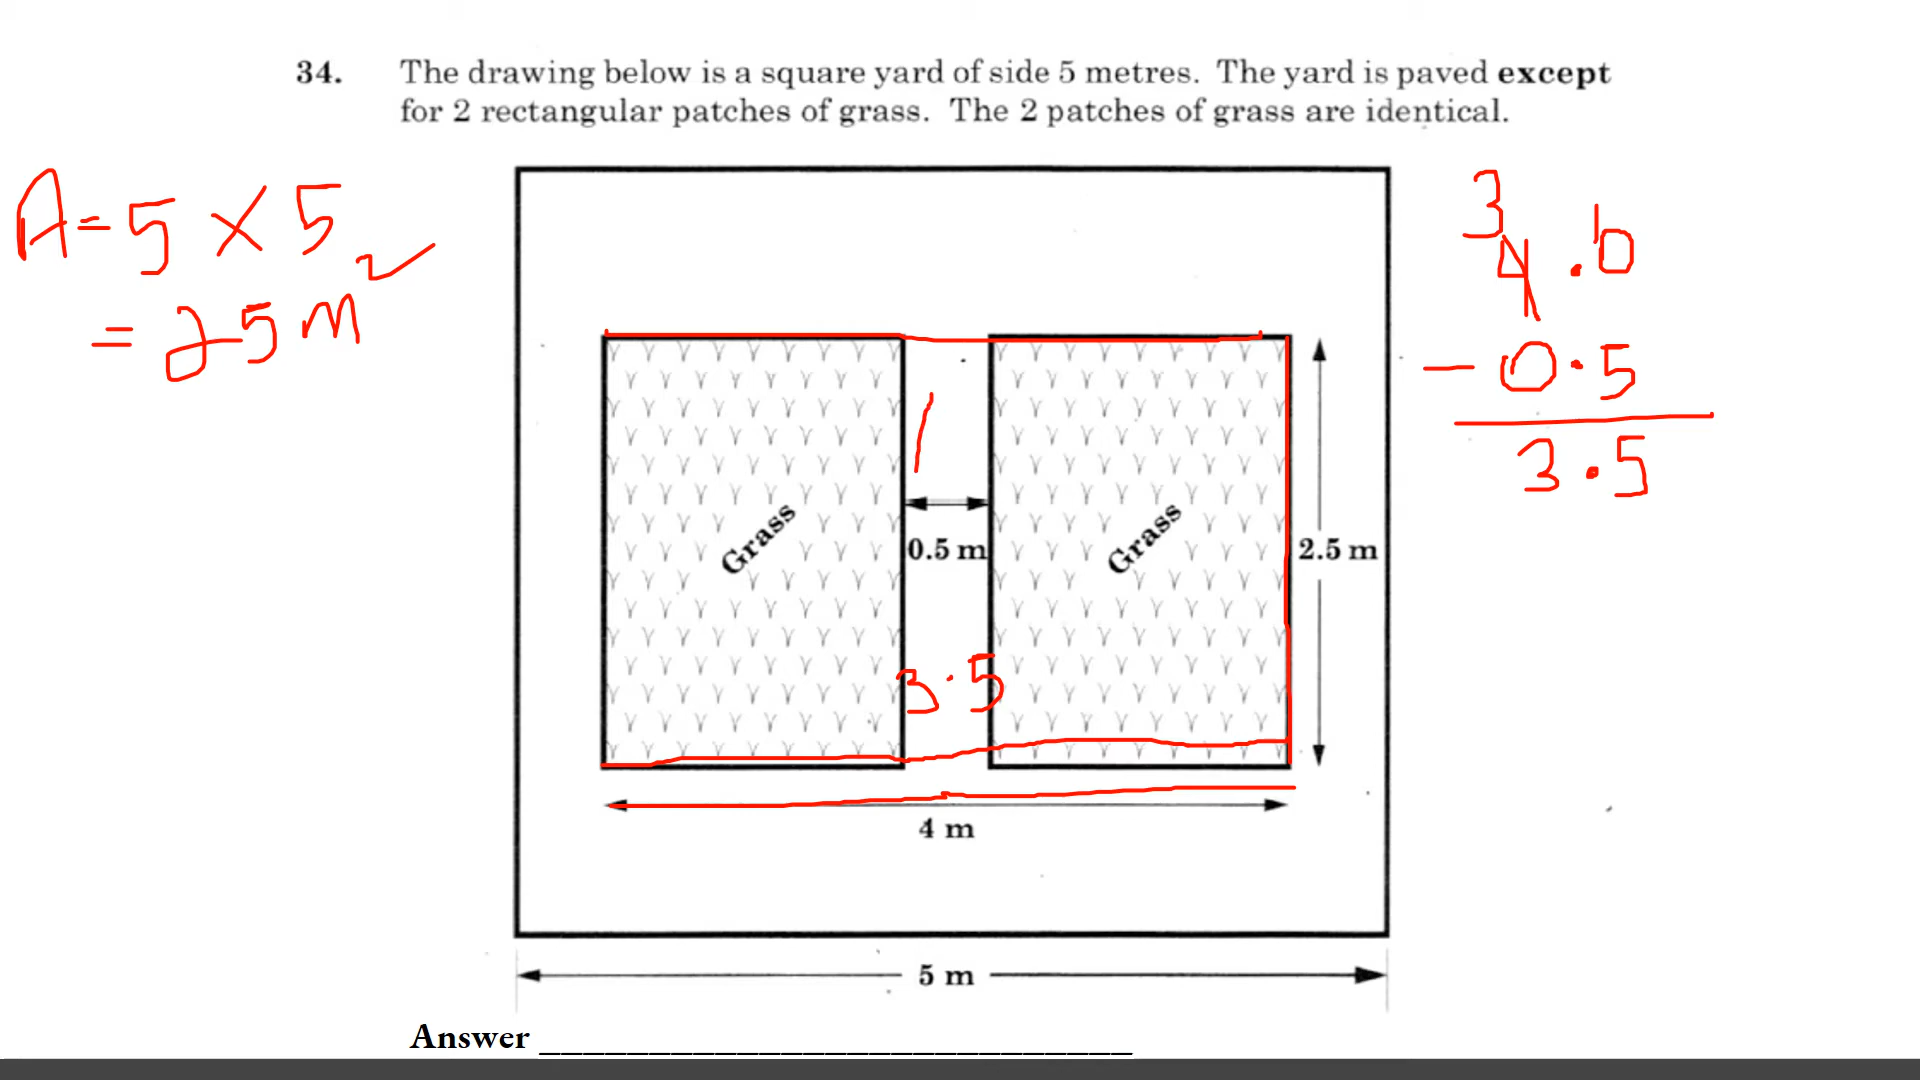 34. The drawing below is a square yard of side 5 metres. The yard is paved except
for 2 rectangular patches of grass. The 2 patches of grass are identical.
A = 5 × 5
= 25 m²
3
4.10
- 0.5
3.5
Grass
0.5 m
Grass
2.5 m
3.5
4 m
5 m
Answer ____________________________